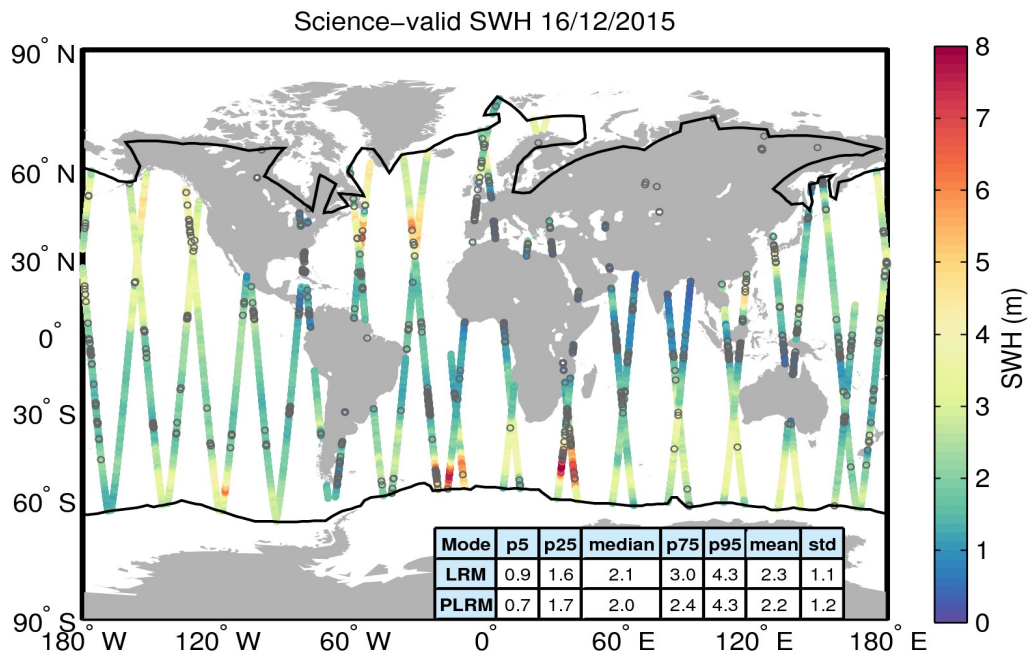 Science−valid SWH 16/12/2015
90° N
60° N
30° N
0°
30° S
60° S
90° S
180° W
120° W
60° W
0°
60° E
120° E
180° E
8
7
6
5
4
3
2
1
0
SWH (m)
Mode p5 p25 median p75 p95 mean std
LRM 0.9 1.6 2.1 3.0 4.3 2.3 1.1
PLRM 0.7 1.7 2.0 2.4 4.3 2.2 1.2